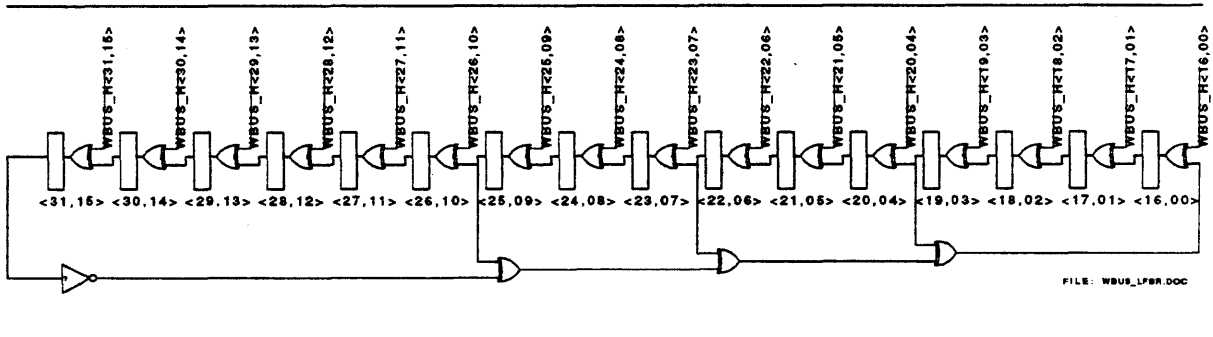 WBUS_H<31,15>
WBUS_H<30,14>
WBUS_H<29,13>
WBUS_H<28,12>
WBUS_H<27,11>
WBUS_H<26,10>
WBUS_H<25,09>
WBUS_H<24,08>
WBUS_H<23,07>
WBUS_H<22,06>
WBUS_H<21,05>
WBUS_H<20,04>
WBUS_H<19,03>
WBUS_H<18,02>
WBUS_H<17,01>
WBUS_H<16,00>
<31,15> <30,14> <29,13> <28,12> <27,11> <26,10> <25,09> <24,08> <23,07> <22,06> <21,05> <20,04> <19,03> <18,02> <17,01> <16,00>
FILE: WBUS_LFSR.DOC